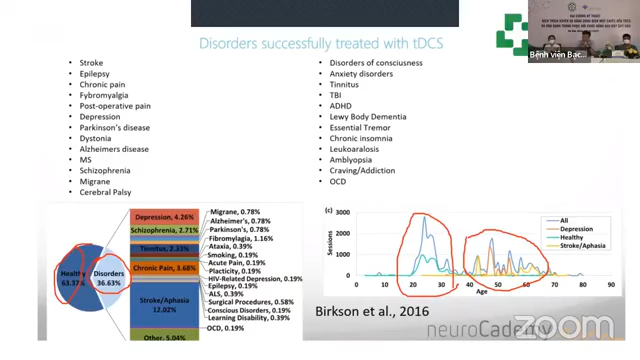 Disorders successfully treated with tDCS
• Stroke
• Epilepsy
• Chronic pain
• Fybromyalgia
• Post-operative pain
• Depression
• Parkinson's disease
• Dystonia
• Alzheimers disease
• MS
• Schizophrenia
• Migrane
• Cerebral Palsy
• Disorders of consciusness
• Anxiety disorders
• Tinnitus
• TBI
• ADHD
• Lewy Body Dementia
• Essential Tremor
• Chronic insomnia
• Leukoaralosis
• Amblyopsia
• Craving/Addiction
• OCD
Bệnh viện Bạc...
Healthy
63.37%
Disorders
36.63%
Depression, 4.26%
Schizophrenia, 2.71%
Tinnitus, 2.33%
Chronic Pain, 3.68%
Stroke/Aphasia
12.02%
Other, 5.04%
Migrane, 0.78%
Alzheimer's, 0.78%
Parkinson's, 0.78%
Fibromylagia, 1.16%
Ataxia, 0.39%
Smoking, 0.19%
Acute Pain, 0.19%
Placticity, 0.19%
HIV-Related Depression, 0.19%
Epilepsy, 0.19%
ALS, 0.39%
Surgical Procedures, 0.58%
Conscious Disorders, 0.19%
Learning Disability, 0.39%
OCD, 0.19%
(c)
Sessions
3000
2000
1000
0
0 10 20 30 40 50 60 70 80 90
Age
All
Depression
Healthy
Stroke/Aphasia
Birkson et al., 2016
neuroCademy
zoom